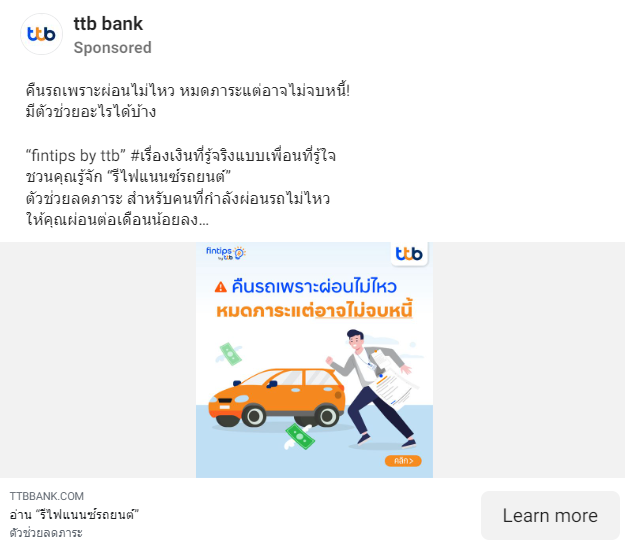 ttb
ttb bank
Sponsored
คืนรถเพราะผ่อนไม่ไหว หมดภาระแต่อาจไม่จบหนี้!
มีตัวช่วยอะไรได้บ้าง
“fintips by ttb” #เรื่องเงินที่รู้จริงแบบเพื่อนที่รู้ใจ
ชวนคุณรู้จัก “รีไฟแนนซ์รถยนต์”
ตัวช่วยลดภาระ สำหรับคนที่กำลังผ่อนรถไม่ไหว
ให้คุณผ่อนต่อเดือนน้อยลง...
fintips
by ttb
ttb
คืนรถเพราะผ่อนไม่ไหว
หมดภาระแต่อาจไม่จบหนี้
คลิก >
TTBBANK.COM
อ่าน “รีไฟแนนซ์รถยนต์”
ตัวช่วยลดภาระ
Learn more